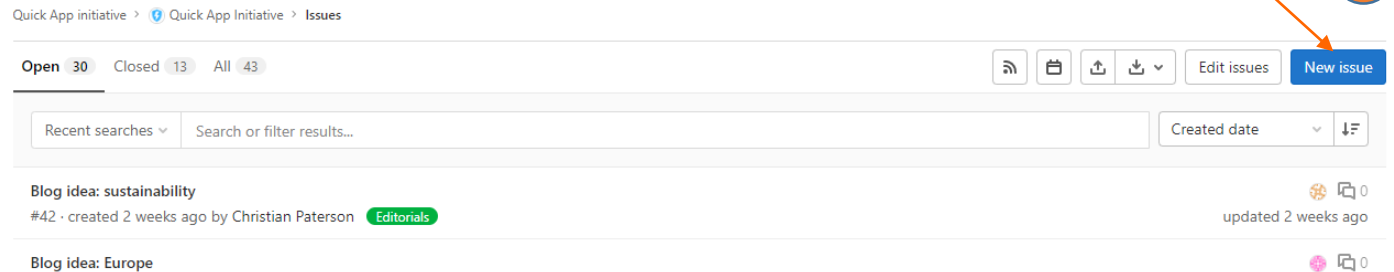 Quick App initiative > Quick App Initiative > Issues
Open 30 Closed 13 All 43 Edit issues New issue
Recent searches Search or filter results... Created date
Blog idea: sustainability 0
#42 · created 2 weeks ago by Christian Paterson Editorials updated 2 weeks ago
Blog idea: Europe 0